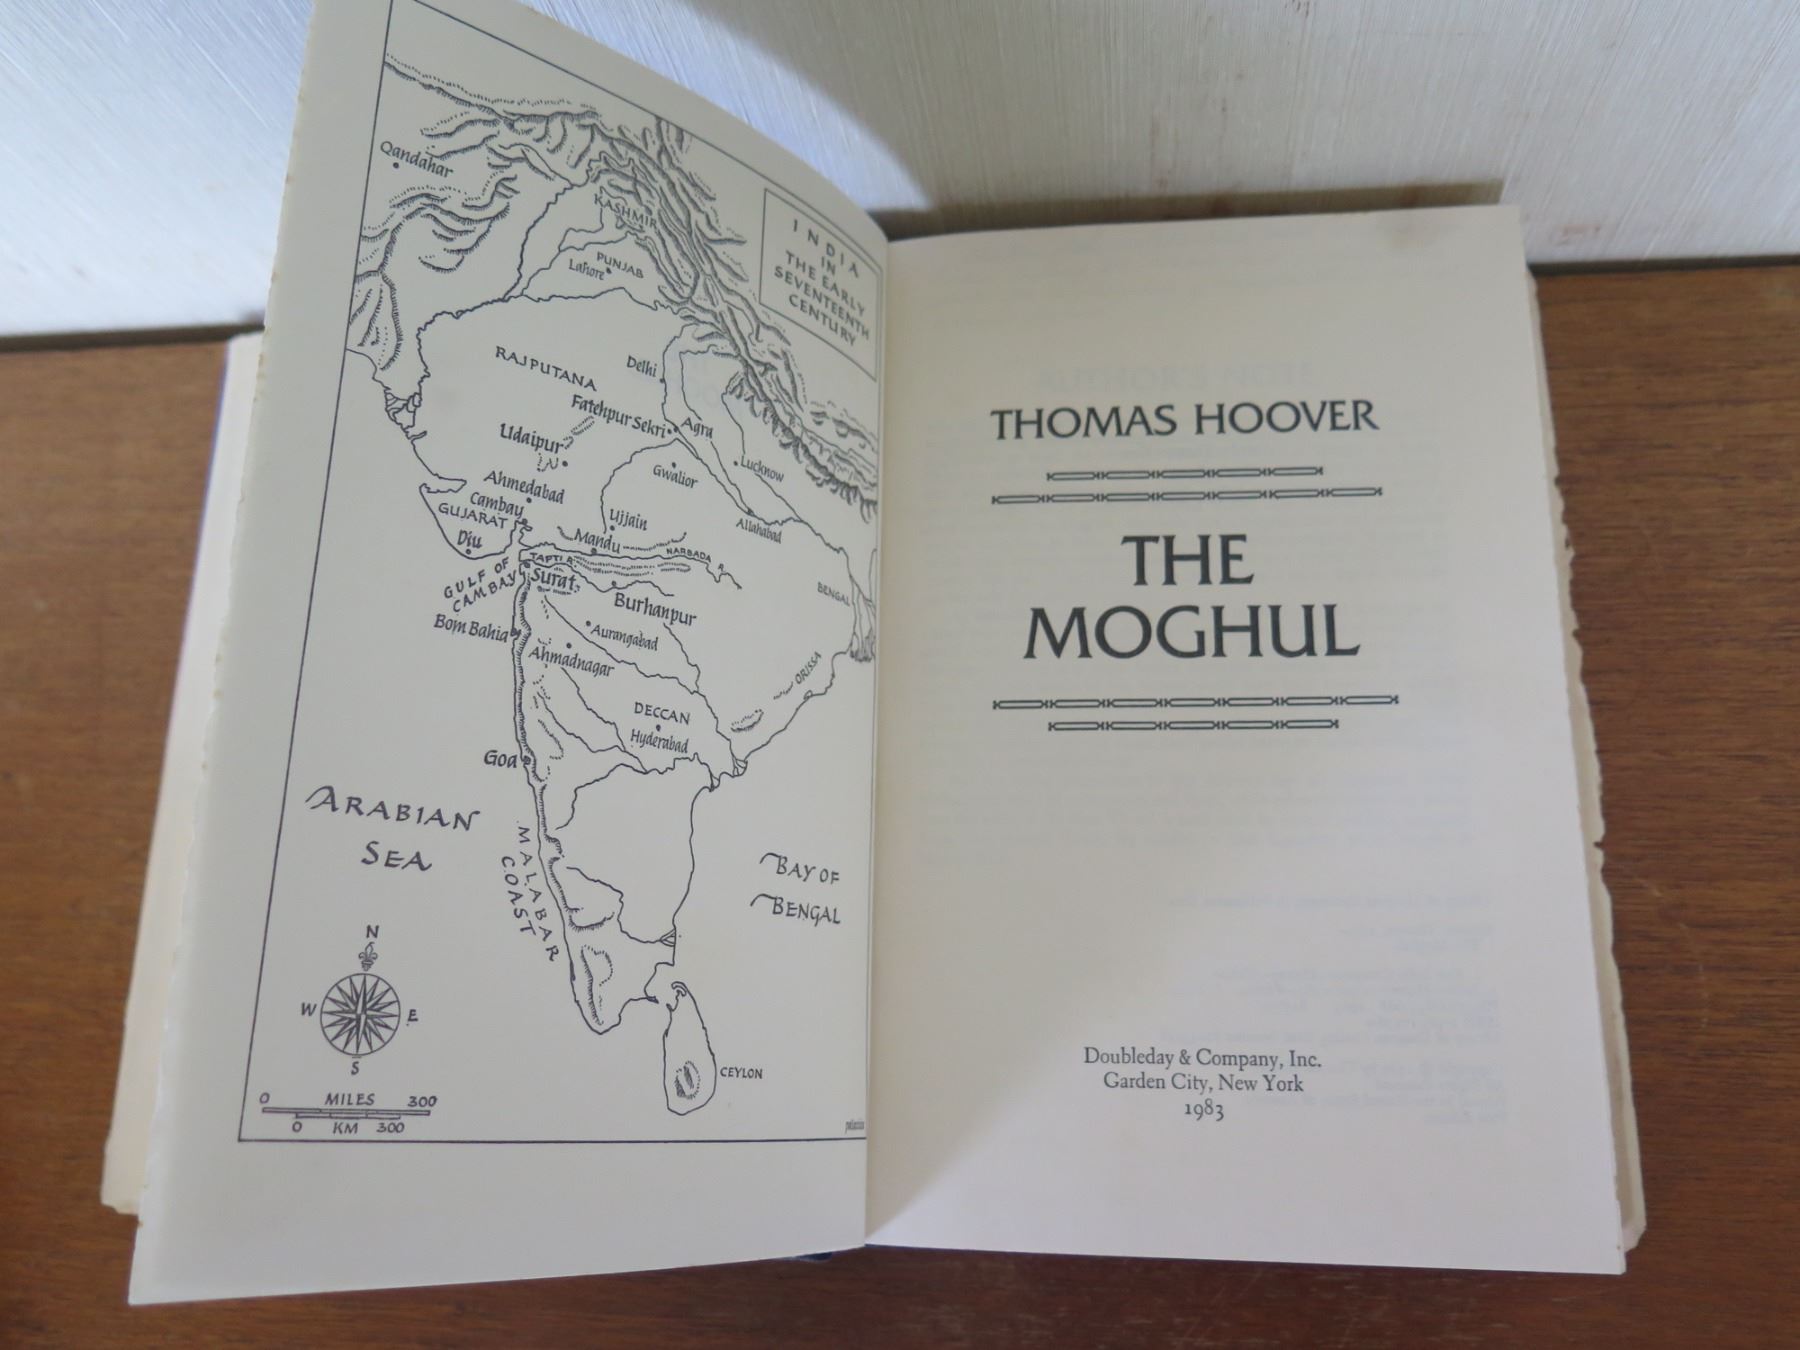 INDIA
IN
THE EARLY
SEVENTEENTH
CENTURY
Qandahar
KASHMIR
PUNJAB
Lahore
RAJPUTANA
Delhi
Fatehpur Sekri
Agra
Udaipur
Lucknow
Gwalior
Ahmedabad
Cambay
GUJARAT
Allahabad
Ujjain
Diu
Mandu
NARBADA R.
TAPTI R.
GULF OF
CAMBAY
Surat
BENGAL
Burhanpur
Bom Bahia
Aurangabad
Ahmadnagar
ORISSA
DECCAN
Hyderabad
Goa
ARABIAN
SEA
MALABAR
COAST
BAY OF
BENGAL
N
W
E
S
CEYLON
0 MILES 300
0 KM 300
THOMAS HOOVER
THE
MOGHUL
Doubleday & Company, Inc.
Garden City, New York
1983